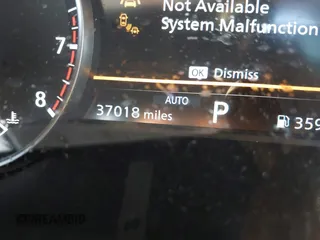 Not Available
System Malfunction
OK Dismiss
7
AUTO
8
37018 miles
P
359